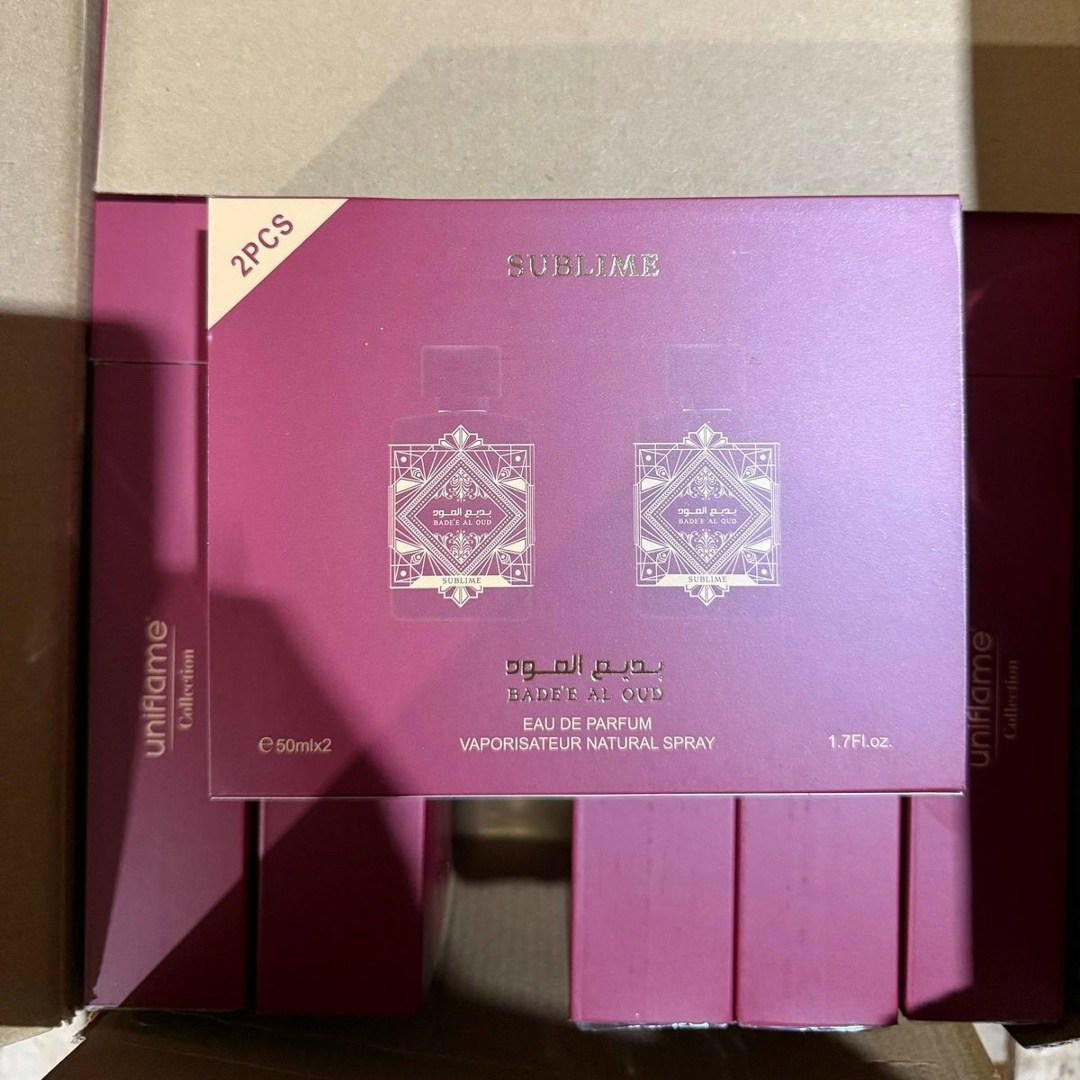 2PCS
SUBLIME
بديع العود
BADE'E AL OUD
SUBLIME
بديع العود
BADE'E AL OUD
SUBLIME
بديع العود
BADE'E AL OUD
EAU DE PARFUM
VAPORISATEUR NATURAL SPRAY
℮50mlx2
1.7Fl.oz.
uniflame
Collection
uniflame
Collection